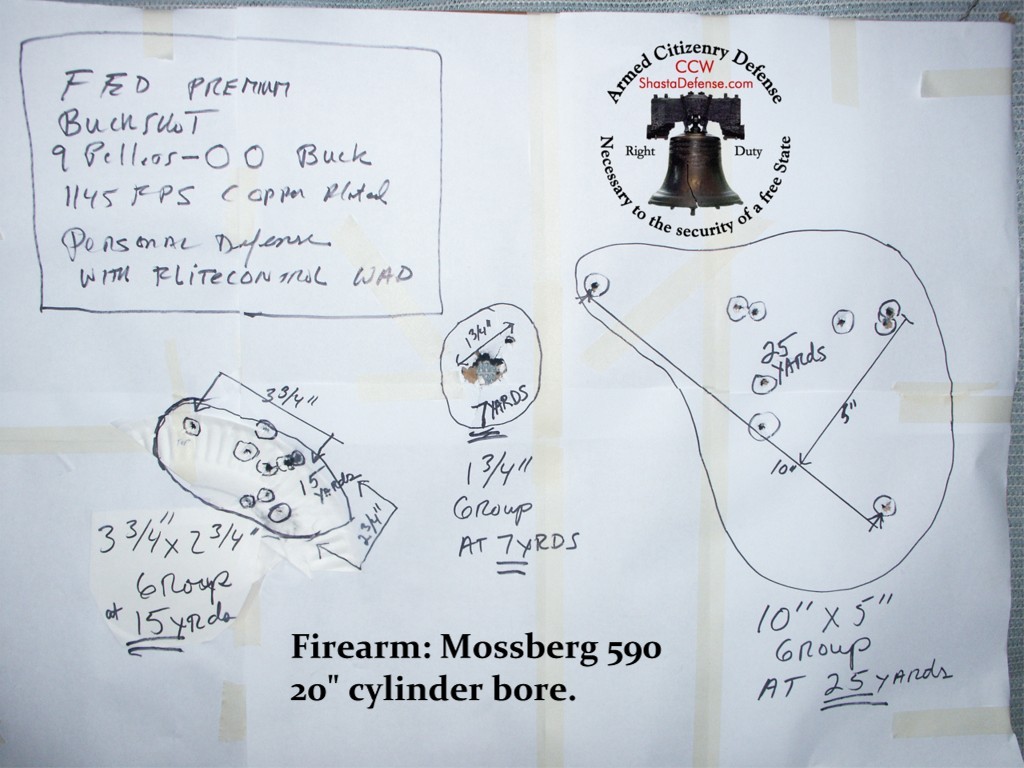 FED PREMIUM
BUCKSHOT
9 Pellets-00 Buck
1145 FPS Copper Plated
Personal Defense
WITH FLITECONTROL WAD
Armed Citizenry Defense
CCW
ShastaDefense.com
Right Duty
Necessary to the security of a free State
1 3/4"
7 YARDS
1 3/4"
Group
AT 7 YRDS
3 3/4"
15 YARDS
2 3/4"
3 3/4" x 2 3/4"
Group
at 15 YRDs
25
YARDS
5"
10"
10" X 5"
Group
AT 25 YARDs
Firearm: Mossberg 590
20" cylinder bore.